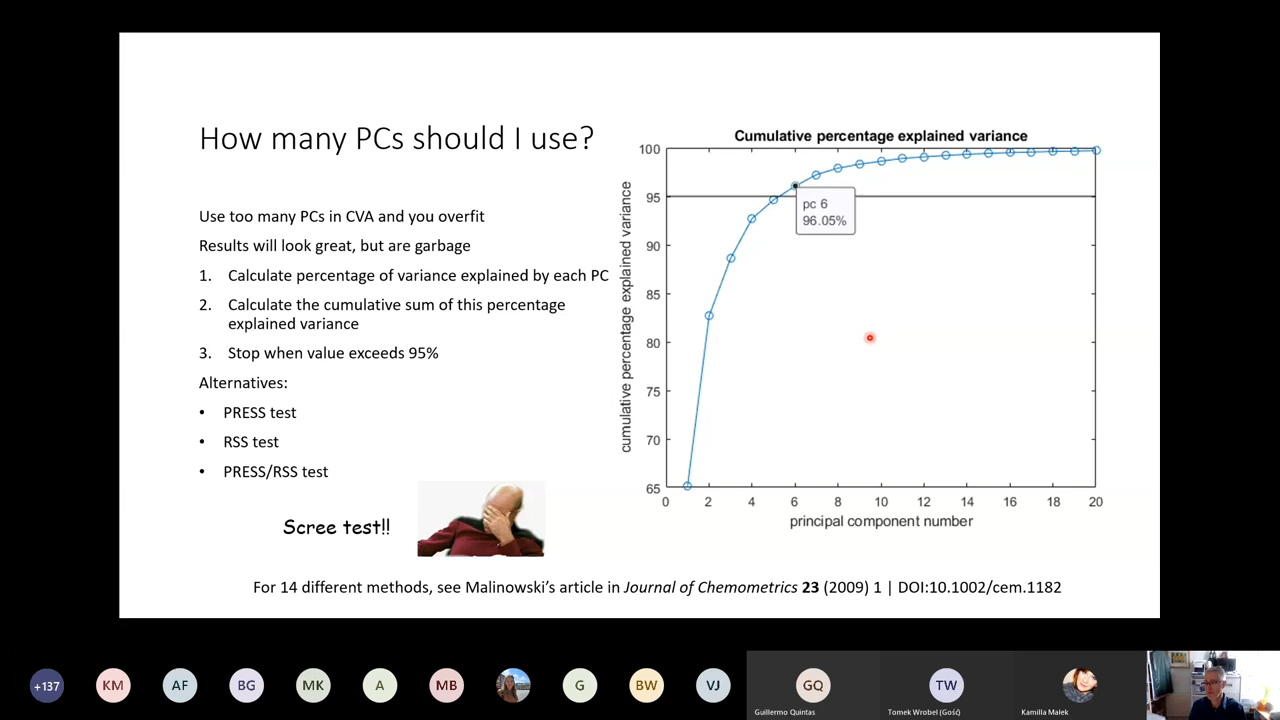 How many PCs should I use?
Use too many PCs in CVA and you overfit
Results will look great, but are garbage
1. Calculate percentage of variance explained by each PC
2. Calculate the cumulative sum of this percentage
explained variance
3. Stop when value exceeds 95%
Alternatives:
• PRESS test
• RSS test
• PRESS/RSS test
Scree test!!
Cumulative percentage explained variance
cumulative percentage explained variance
100
95
90
85
80
75
70
65
pc 6
96.05%
0 2 4 6 8 10 12 14 16 18 20
principal component number
For 14 different methods, see Malinowski's article in Journal of Chemometrics 23 (2009) 1 | DOI:10.1002/cem.1182
+137 KM AF BG MK A MB G BW VJ GQ TW
Guillermo Quintas Tomek Wrobel (Gość) Kamilla Małek